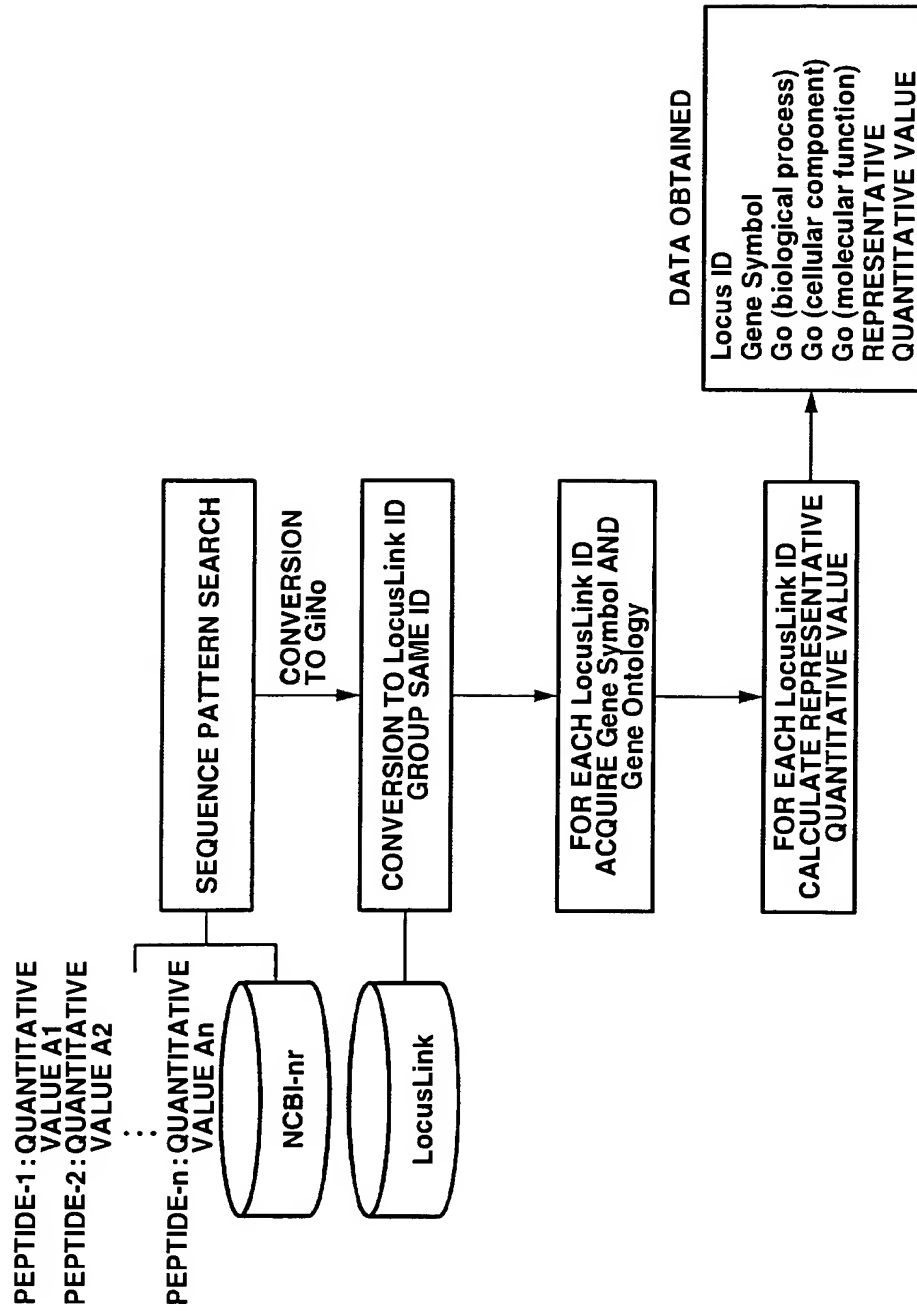 PEPTIDE-1 : QUANTITATIVE
VALUE A1
PEPTIDE-2 : QUANTITATIVE
VALUE A2
⋮
PEPTIDE-n : QUANTITATIVE
VALUE An
NCBI-nr
SEQUENCE PATTERN SEARCH
CONVERSION
TO GiNo
LocusLink
CONVERSION TO LocusLink ID
GROUP SAME ID
FOR EACH LocusLink ID
ACQUIRE Gene Symbol AND
Gene Ontology
FOR EACH LocusLink ID
CALCULATE REPRESENTATIVE
QUANTITATIVE VALUE
DATA OBTAINED
Locus ID
Gene Symbol
Go (biological process)
Go (cellular component)
Go (molecular function)
REPRESENTATIVE
QUANTITATIVE VALUE